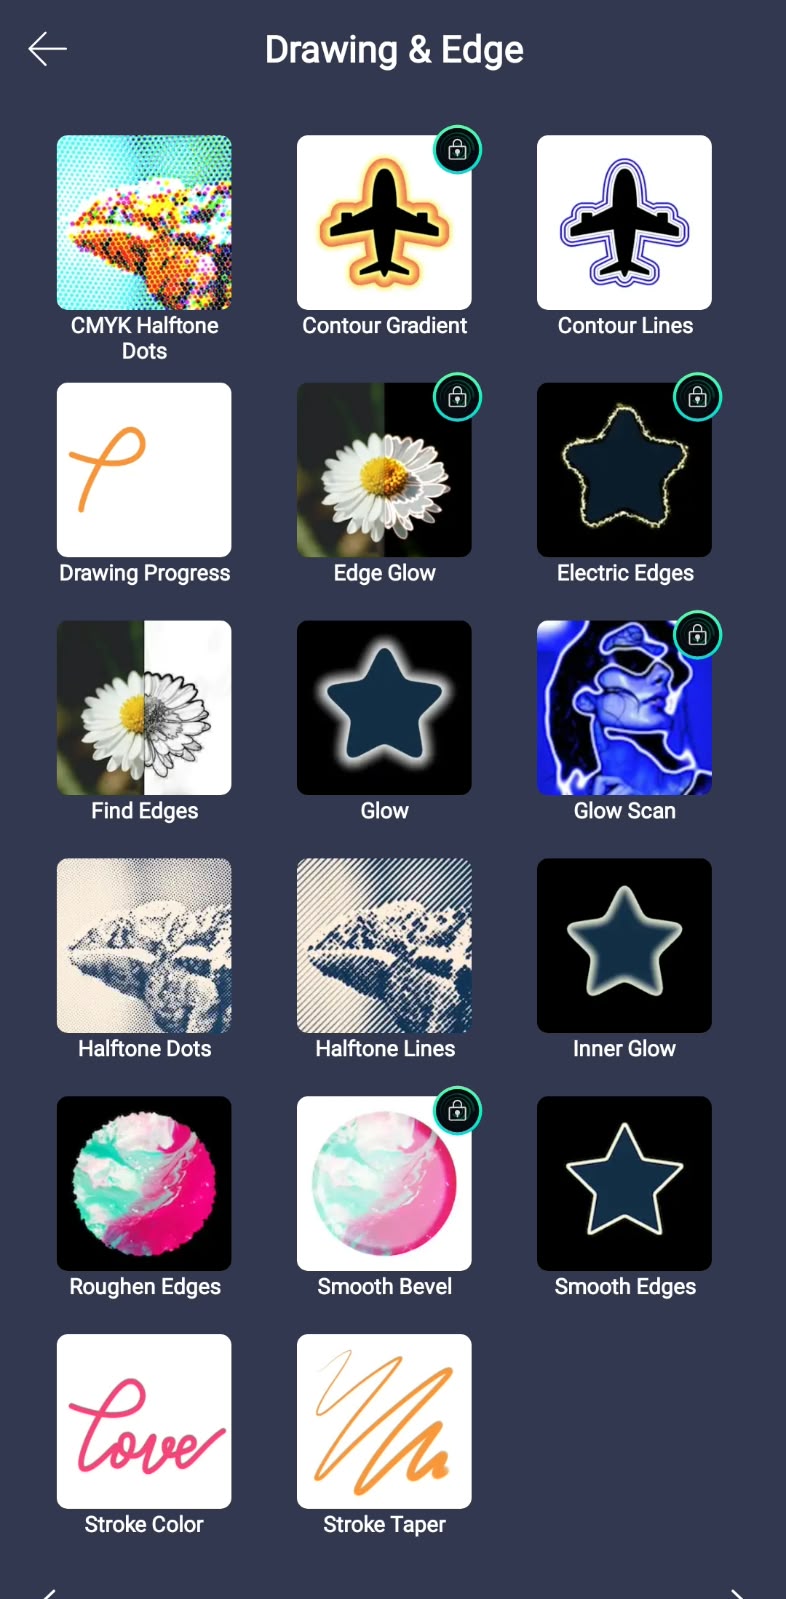 Drawing & Edge
CMYK Halftone
Dots
Contour Gradient
Contour Lines
Drawing Progress
Edge Glow
Electric Edges
Find Edges
Glow
Glow Scan
Halftone Dots
Halftone Lines
Inner Glow
Roughen Edges
Smooth Bevel
Smooth Edges
love
Stroke Color
Stroke Taper